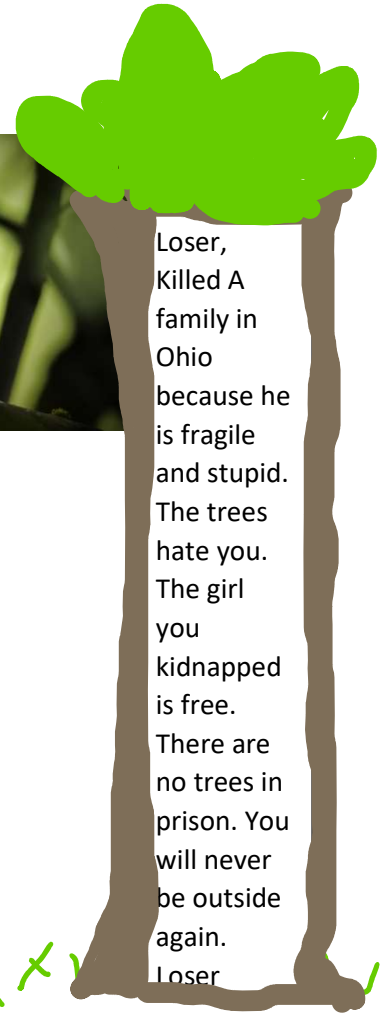 Loser,
Killed A
family in
Ohio
because he
is fragile
and stupid.
The trees
hate you.
The girl
you
kidnapped
is free.
There are
no trees in
prison. You
will never
be outside
again.
Loser